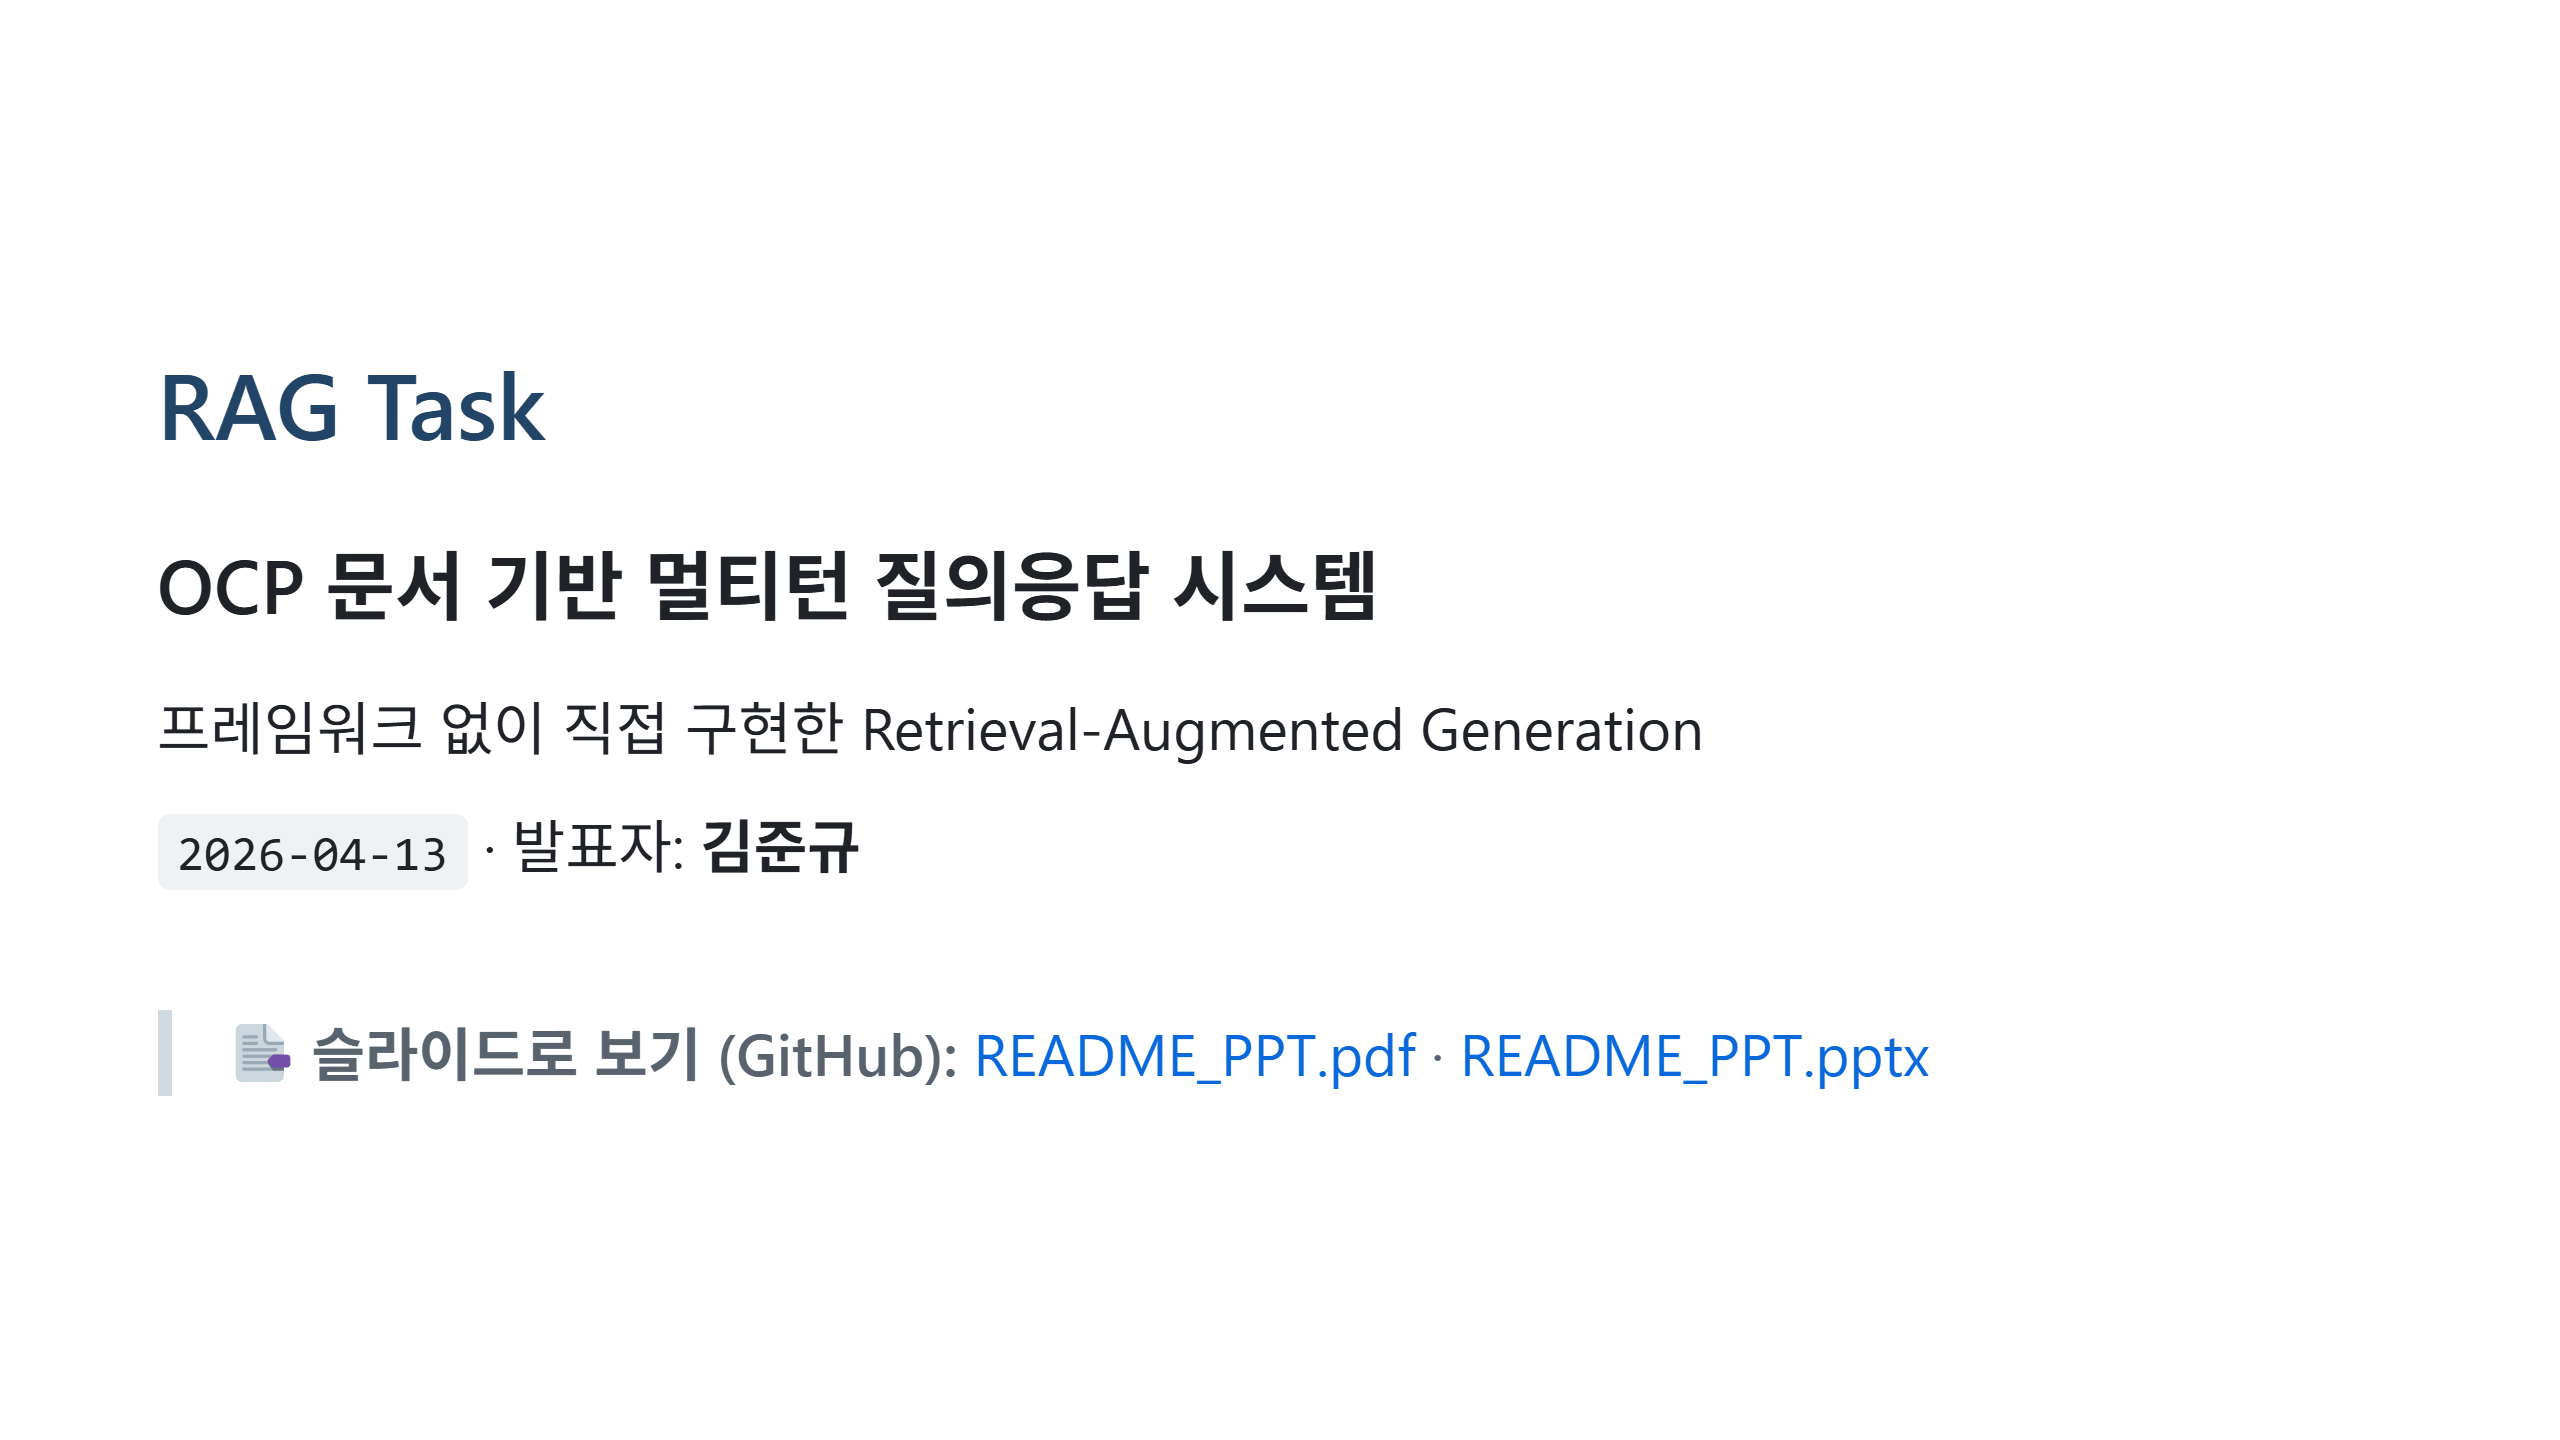 RAG Task
OCP 문서 기반 멀티턴 질의응답 시스템
프레임워크 없이 직접 구현한 Retrieval-Augmented Generation
2026-04-13 · 발표자: 김준규
슬라이드로 보기 (GitHub): README_PPT.pdf · README_PPT.pptx